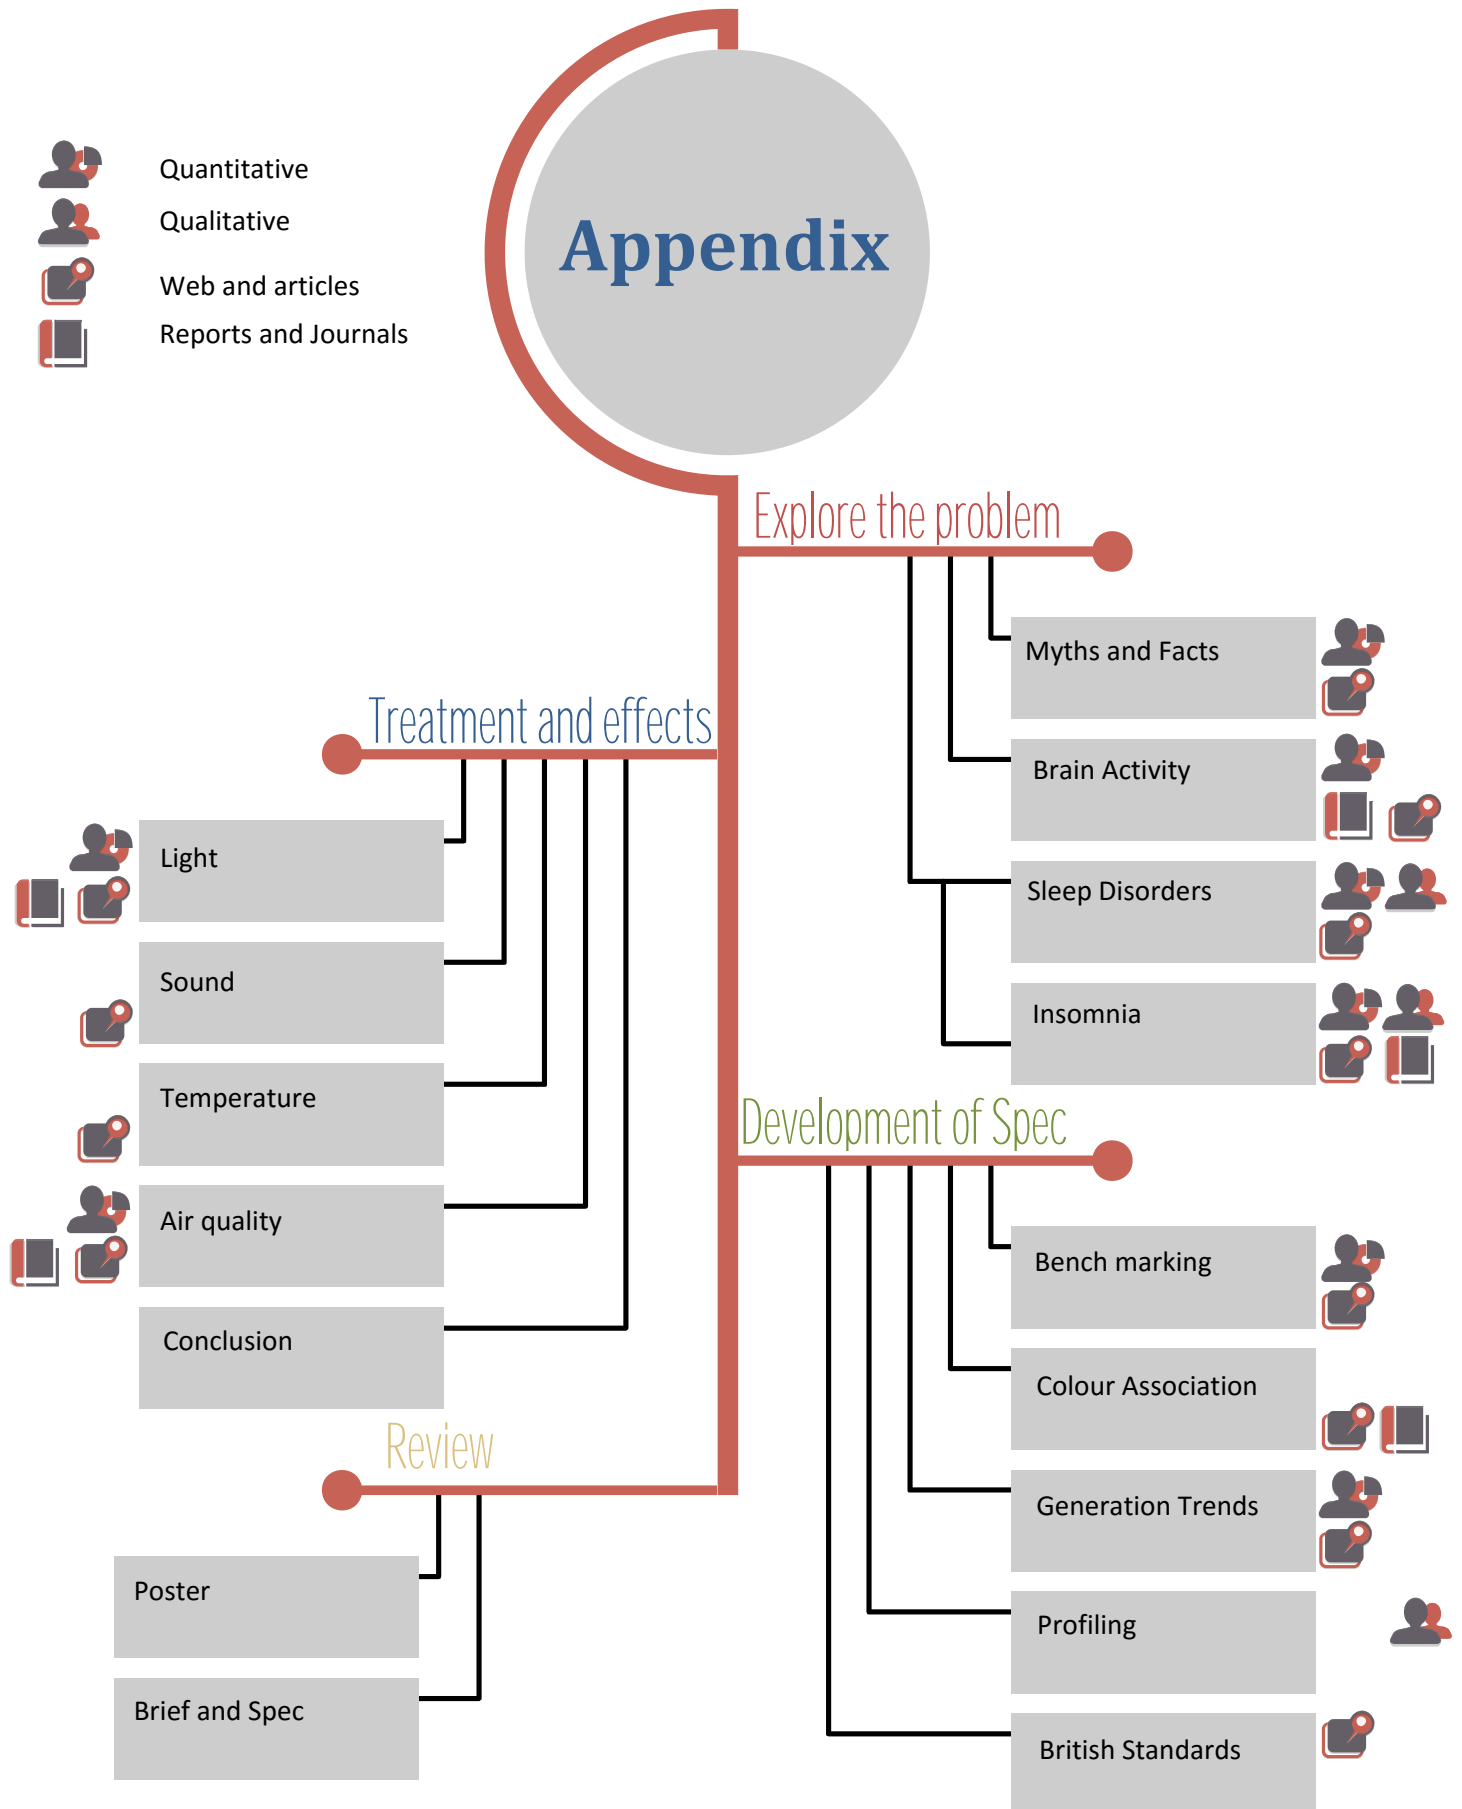 Appendix
Quantitative
Qualitative
Web and articles
Reports and Journals
Explore the problem
Myths and Facts
Brain Activity
Sleep Disorders
Insomnia
Treatment and effects
Light
Sound
Temperature
Air quality
Conclusion
Development of Spec
Bench marking
Colour Association
Generation Trends
Profiling
British Standards
Review
Poster
Brief and Spec